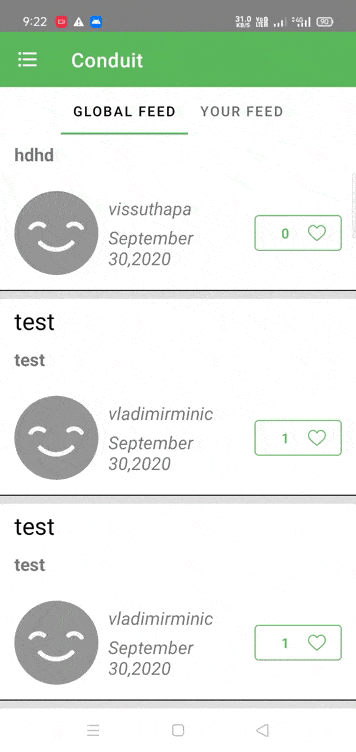 9:22 31.0 KB/S VoD LTE 4G 90
Conduit
GLOBAL FEED YOUR FEED
hdhd
vissuthapa
September
30,2020
0
test
test
vladimirminic
September
30,2020
1
test
test
vladimirminic
September
30,2020
1